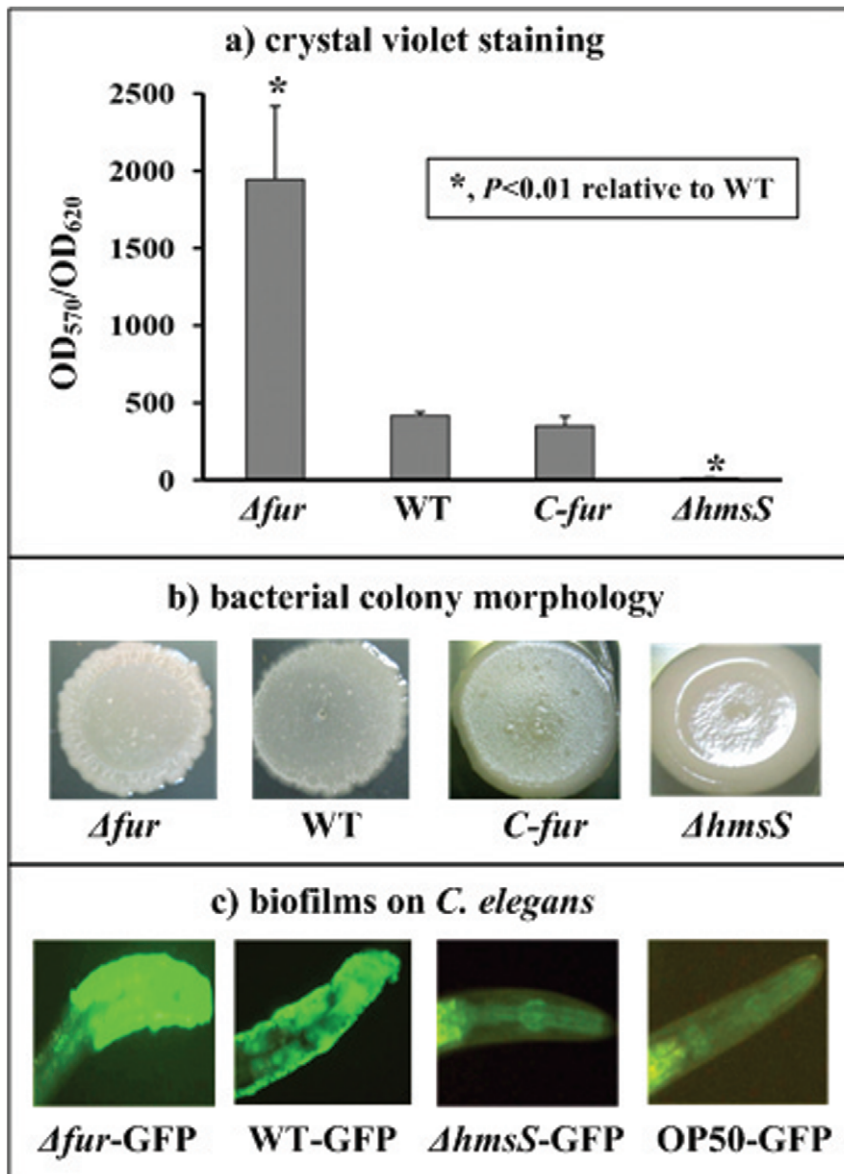 a) crystal violet staining
2500
2000
1500
1000
500
0
OD570/OD620
*
*
*, P<0.01 relative to WT
Δfur WT C-fur ΔhmsS
b) bacterial colony morphology
Δfur WT C-fur ΔhmsS
c) biofilms on C. elegans
Δfur-GFP WT-GFP ΔhmsS-GFP OP50-GFP